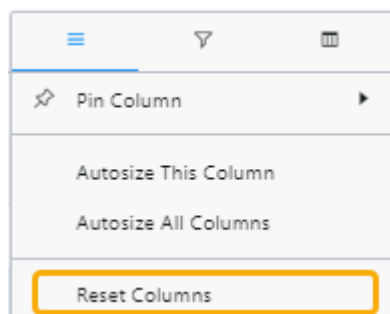 Pin Column
Autosize This Column
Autosize All Columns
Reset Columns